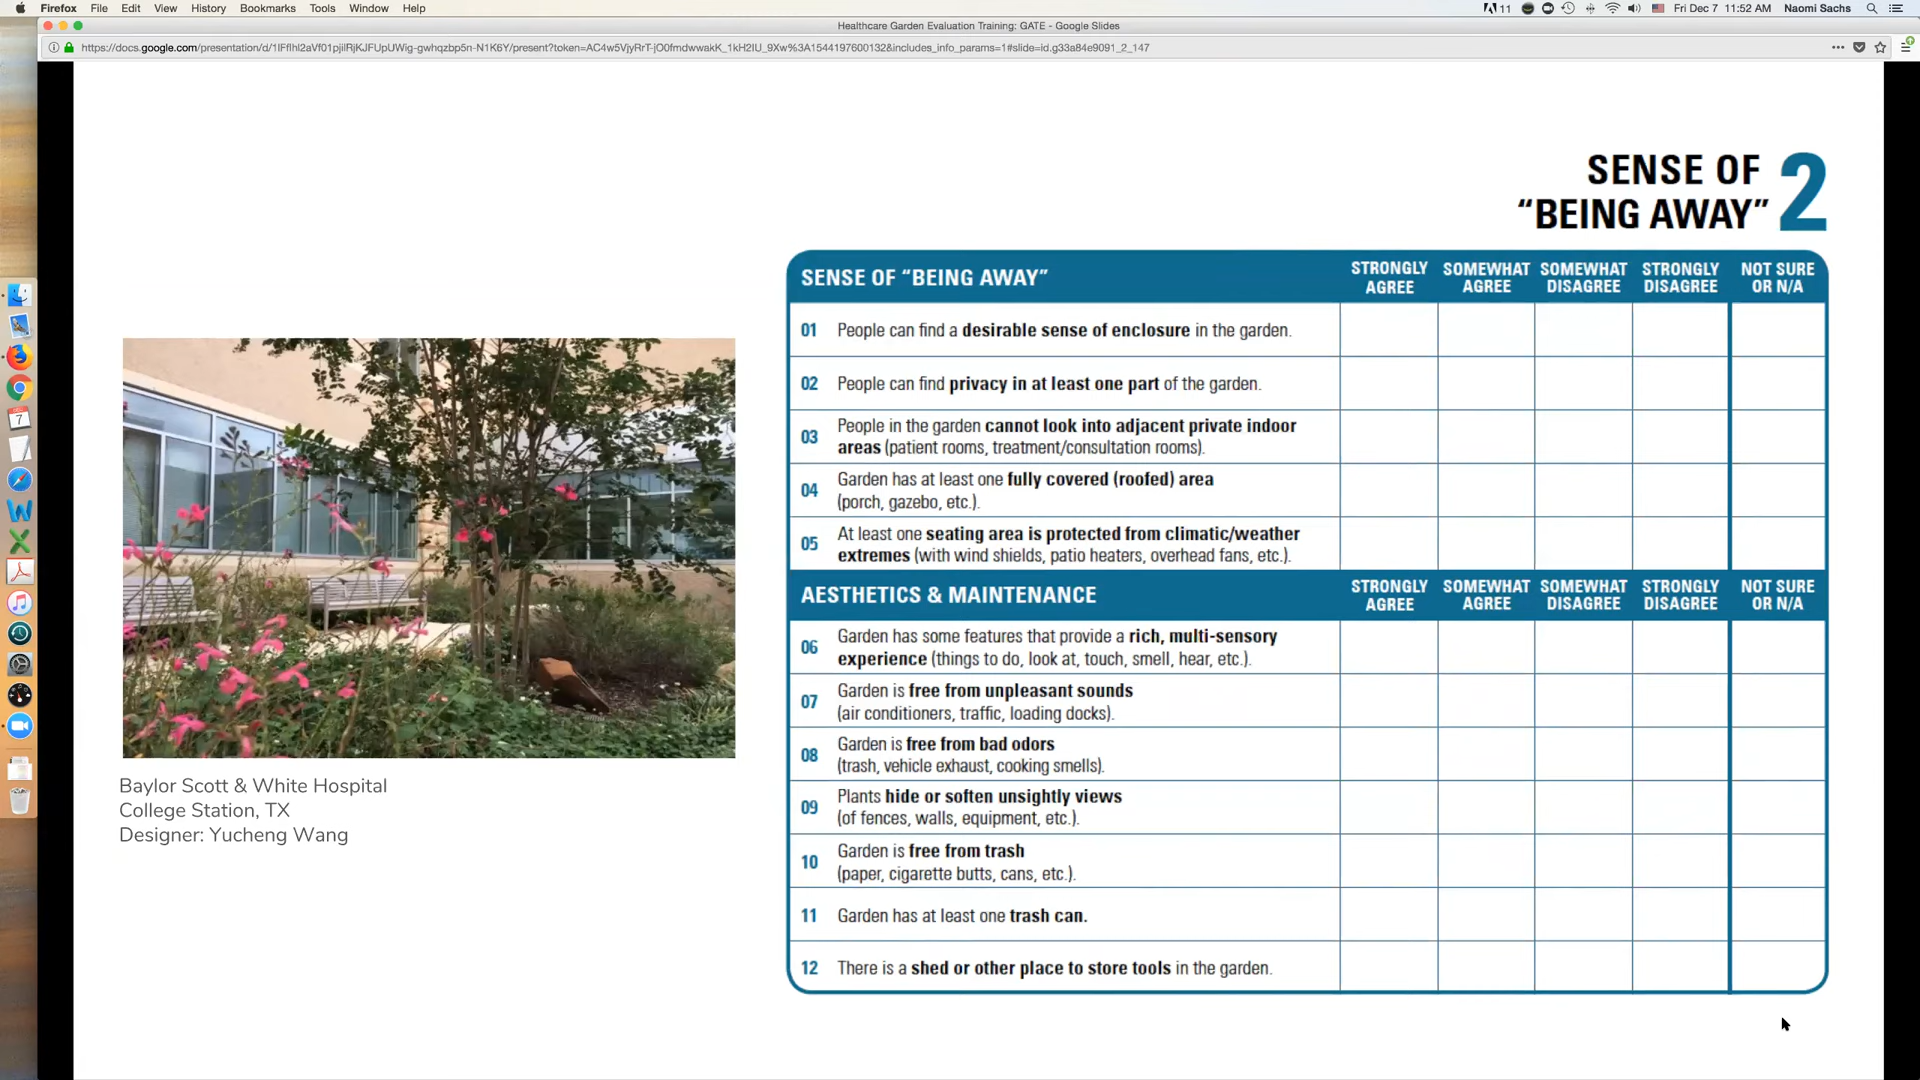 Firefox File Edit View History Bookmarks Tools Window Help
11
Fri Dec 7 11:52 AM Naomi Sachs
Healthcare Garden Evaluation Training: GATE - Google Slides
SENSE OF
“BEING AWAY”
2
SENSE OF “BEING AWAY”
STRONGLY AGREE
SOMEWHAT AGREE
SOMEWHAT DISAGREE
STRONGLY DISAGREE
NOT SURE OR N/A
01 People can find a desirable sense of enclosure in the garden.
02 People can find privacy in at least one part of the garden.
03 People in the garden cannot look into adjacent private indoor
areas (patient rooms, treatment/consultation rooms).
04 Garden has at least one fully covered (roofed) area
(porch, gazebo, etc.).
05 At least one seating area is protected from climatic/weather
extremes (with wind shields, patio heaters, overhead fans, etc.).
AESTHETICS & MAINTENANCE
STRONGLY AGREE
SOMEWHAT AGREE
SOMEWHAT DISAGREE
STRONGLY DISAGREE
NOT SURE OR N/A
06 Garden has some features that provide a rich, multi-sensory
experience (things to do, look at, touch, smell, hear, etc.).
07 Garden is free from unpleasant sounds
(air conditioners, traffic, loading docks).
08 Garden is free from bad odors
(trash, vehicle exhaust, cooking smells).
09 Plants hide or soften unsightly views
(of fences, walls, equipment, etc.).
10 Garden is free from trash
(paper, cigarette butts, cans, etc.).
11 Garden has at least one trash can.
12 There is a shed or other place to store tools in the garden.
Baylor Scott & White Hospital
College Station, TX
Designer: Yucheng Wang